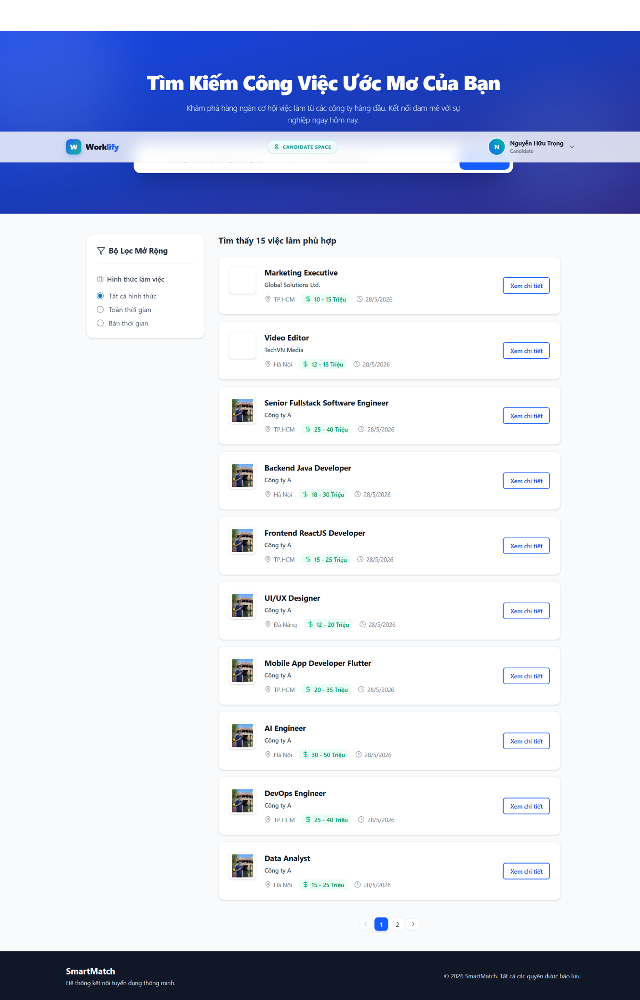 Tìm Kiếm Công Việc Ước Mơ Của Bạn
Khám phá hàng ngàn cơ hội việc làm từ các công ty hàng đầu. Kết nối đam mê với sự
nghiệp ngay hôm nay.
W Worklify
CANDIDATE SPACE
N Nguyễn Hữu Trọng
Candidate
Bộ Lọc Mở Rộng
Hình thức làm việc
Tất cả hình thức
Toàn thời gian
Bán thời gian
Tìm thấy 15 việc làm phù hợp
Marketing Executive
Global Solutions Ltd.
TP.HCM $ 10 - 15 Triệu 28/5/2026
Xem chi tiết
Video Editor
TechVN Media
Hà Nội $ 12 - 18 Triệu 28/5/2026
Xem chi tiết
Senior Fullstack Software Engineer
Công ty A
TP.HCM $ 25 - 40 Triệu 28/5/2026
Xem chi tiết
Backend Java Developer
Công ty A
Hà Nội $ 18 - 30 Triệu 28/5/2026
Xem chi tiết
Frontend ReactJS Developer
Công ty A
TP.HCM $ 15 - 25 Triệu 28/5/2026
Xem chi tiết
UI/UX Designer
Công ty A
Đà Nẵng $ 12 - 20 Triệu 28/5/2026
Xem chi tiết
Mobile App Developer Flutter
Công ty A
TP.HCM $ 20 - 35 Triệu 28/5/2026
Xem chi tiết
AI Engineer
Công ty A
Hà Nội $ 30 - 50 Triệu 28/5/2026
Xem chi tiết
DevOps Engineer
Công ty A
TP.HCM $ 25 - 40 Triệu 28/5/2026
Xem chi tiết
Data Analyst
Công ty A
Hà Nội $ 15 - 25 Triệu 28/5/2026
Xem chi tiết
1 2
SmartMatch
Hệ thống kết nối tuyển dụng thông minh.
© 2026 SmartMatch. Tất cả các quyền được bảo lưu.